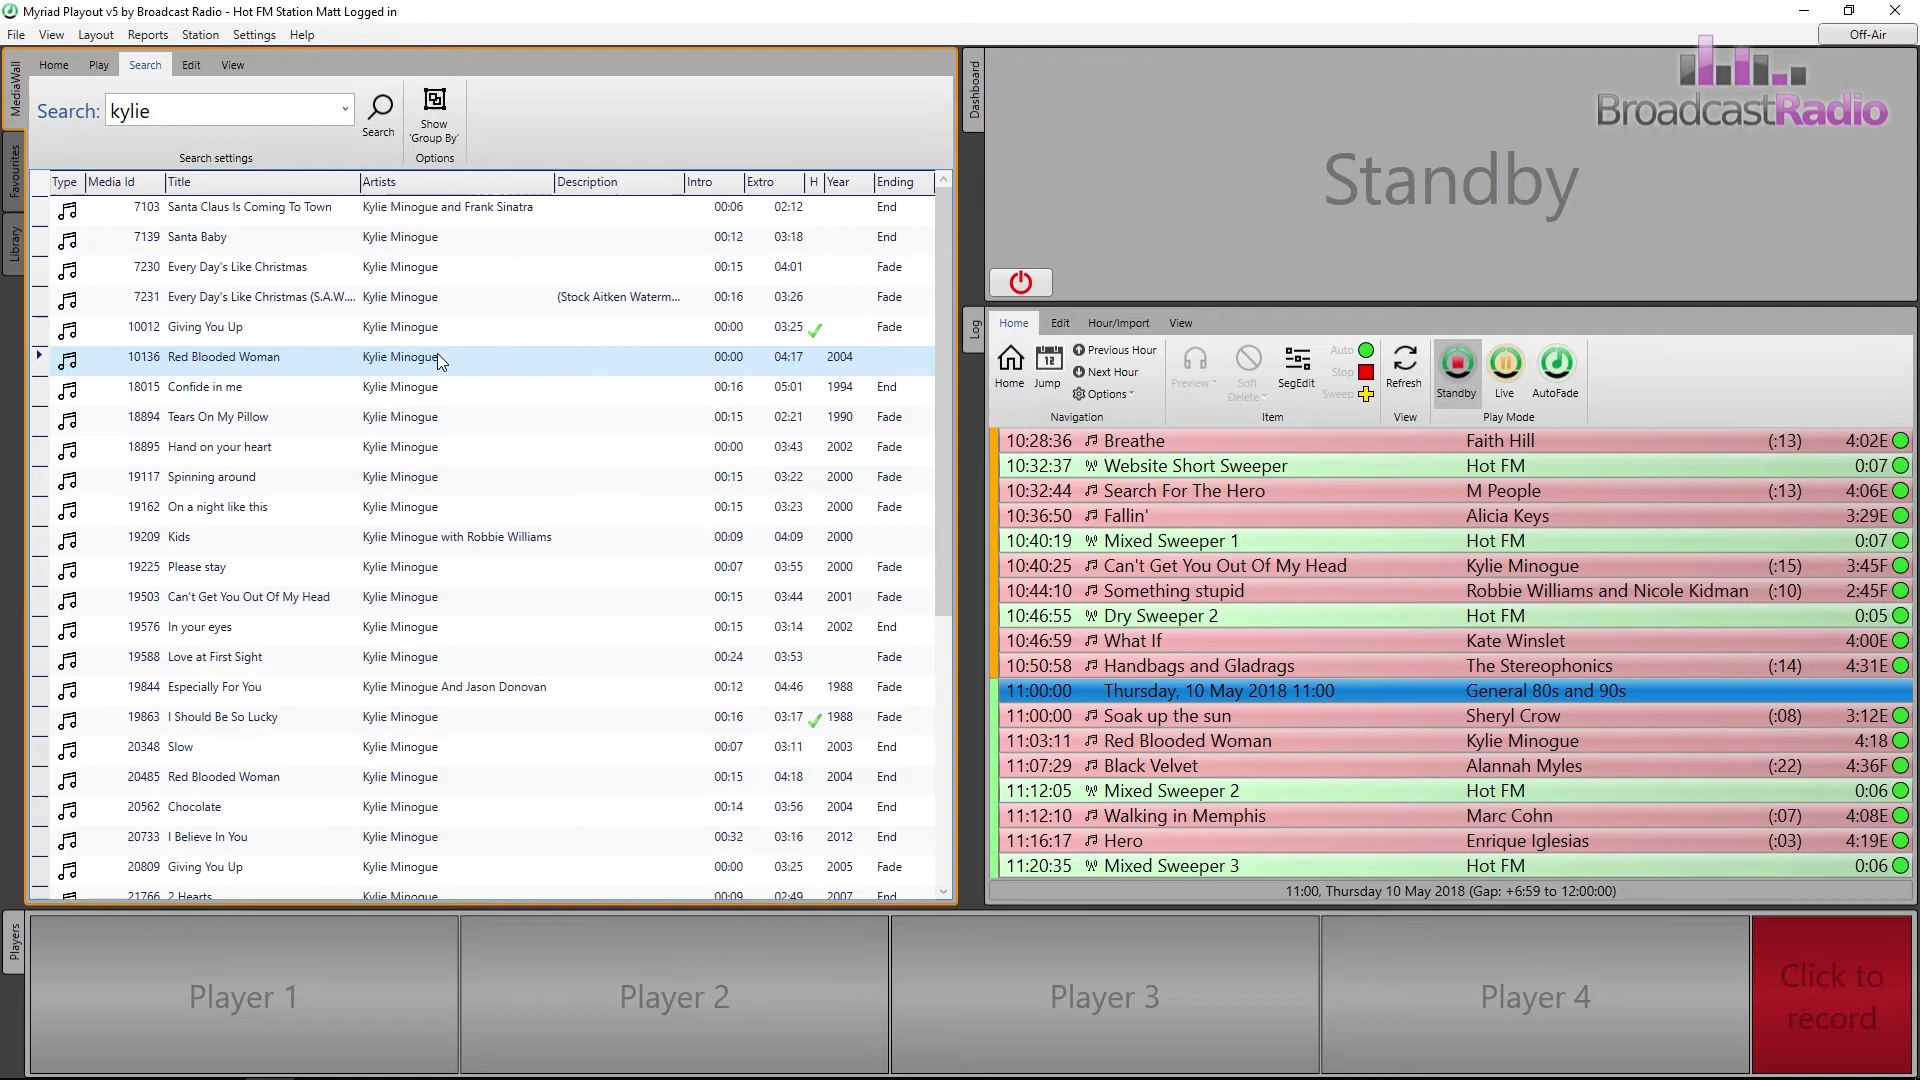 Myriad Playout v5 by Broadcast Radio - Hot FM Station Matt Logged in
File View Layout Reports Station Settings Help
Off-Air
MediaWall
Favourites
Library
Home Play Search Edit View
Search: kylie
Search
Show 'Group By'
Search settings
Options
Type Media Id Title Artists Description Intro Extro H Year Ending
7103 Santa Claus Is Coming To Town Kylie Minogue and Frank Sinatra 00:06 02:12 End
7139 Santa Baby Kylie Minogue 00:12 03:18 End
7230 Every Day's Like Christmas Kylie Minogue 00:15 04:01 Fade
7231 Every Day's Like Christmas (S.A.W.... Kylie Minogue (Stock Aitken Waterm... 00:16 03:26 Fade
10012 Giving You Up Kylie Minogue 00:00 03:25 Fade
10136 Red Blooded Woman Kylie Minogue 00:00 04:17 2004
18015 Confide in me Kylie Minogue 00:16 05:01 1994 End
18894 Tears On My Pillow Kylie Minogue 00:15 02:21 1990 Fade
18895 Hand on your heart Kylie Minogue 00:00 03:43 2002 Fade
19117 Spinning around Kylie Minogue 00:15 03:22 2000 Fade
19162 On a night like this Kylie Minogue 00:15 03:23 2000 Fade
19209 Kids Kylie Minogue with Robbie Williams 00:09 04:09 2000
19225 Please stay Kylie Minogue 00:07 03:55 2000 Fade
19503 Can't Get You Out Of My Head Kylie Minogue 00:15 03:44 2001 Fade
19576 In your eyes Kylie Minogue 00:15 03:14 2002 End
19588 Love at First Sight Kylie Minogue 00:24 03:53 Fade
19844 Especially For You Kylie Minogue And Jason Donovan 00:12 04:46 1988 Fade
19863 I Should Be So Lucky Kylie Minogue 00:16 03:17 1988 Fade
20348 Slow Kylie Minogue 00:07 03:11 2003 End
20485 Red Blooded Woman Kylie Minogue 00:15 04:18 2004 End
20562 Chocolate Kylie Minogue 00:14 03:56 2004 End
20733 I Believe In You Kylie Minogue 00:32 03:16 2012 End
20809 Giving You Up Kylie Minogue 00:00 03:25 2005 Fade
21766 2 Hearts Kylie Minogue 00:09 02:49 2007 End
Dashboard
BroadcastRadio
Standby
Log
Home Edit Hour/Import View
Home
Jump
12
Previous Hour
Next Hour
Options
Navigation
Preview
Soft Delete
SegEdit
Auto
Stop
Sweep
Item
Refresh
View
Standby
Live
AutoFade
Play Mode
10:28:36 Breathe Faith Hill (:13) 4:02E
10:32:37 Website Short Sweeper Hot FM 0:07
10:32:44 Search For The Hero M People (:13) 4:06E
10:36:50 Fallin' Alicia Keys 3:29E
10:40:19 Mixed Sweeper 1 Hot FM 0:07
10:40:25 Can't Get You Out Of My Head Kylie Minogue (:15) 3:45F
10:44:10 Something stupid Robbie Williams and Nicole Kidman (:10) 2:45F
10:46:55 Dry Sweeper 2 Hot FM 0:05
10:46:59 What If Kate Winslet 4:00E
10:50:58 Handbags and Gladrags The Stereophonics (:14) 4:31E
11:00:00 Thursday, 10 May 2018 11:00 General 80s and 90s
11:00:00 Soak up the sun Sheryl Crow (:08) 3:12E
11:03:11 Red Blooded Woman Kylie Minogue 4:18
11:07:29 Black Velvet Alannah Myles (:22) 4:36F
11:12:05 Mixed Sweeper 2 Hot FM 0:06
11:12:10 Walking in Memphis Marc Cohn (:07) 4:08E
11:16:17 Hero Enrique Iglesias (:03) 4:19E
11:20:35 Mixed Sweeper 3 Hot FM 0:06
11:00, Thursday 10 May 2018 (Gap: +6:59 to 12:00:00)
Players
Player 1
Player 2
Player 3
Player 4
Click to
record